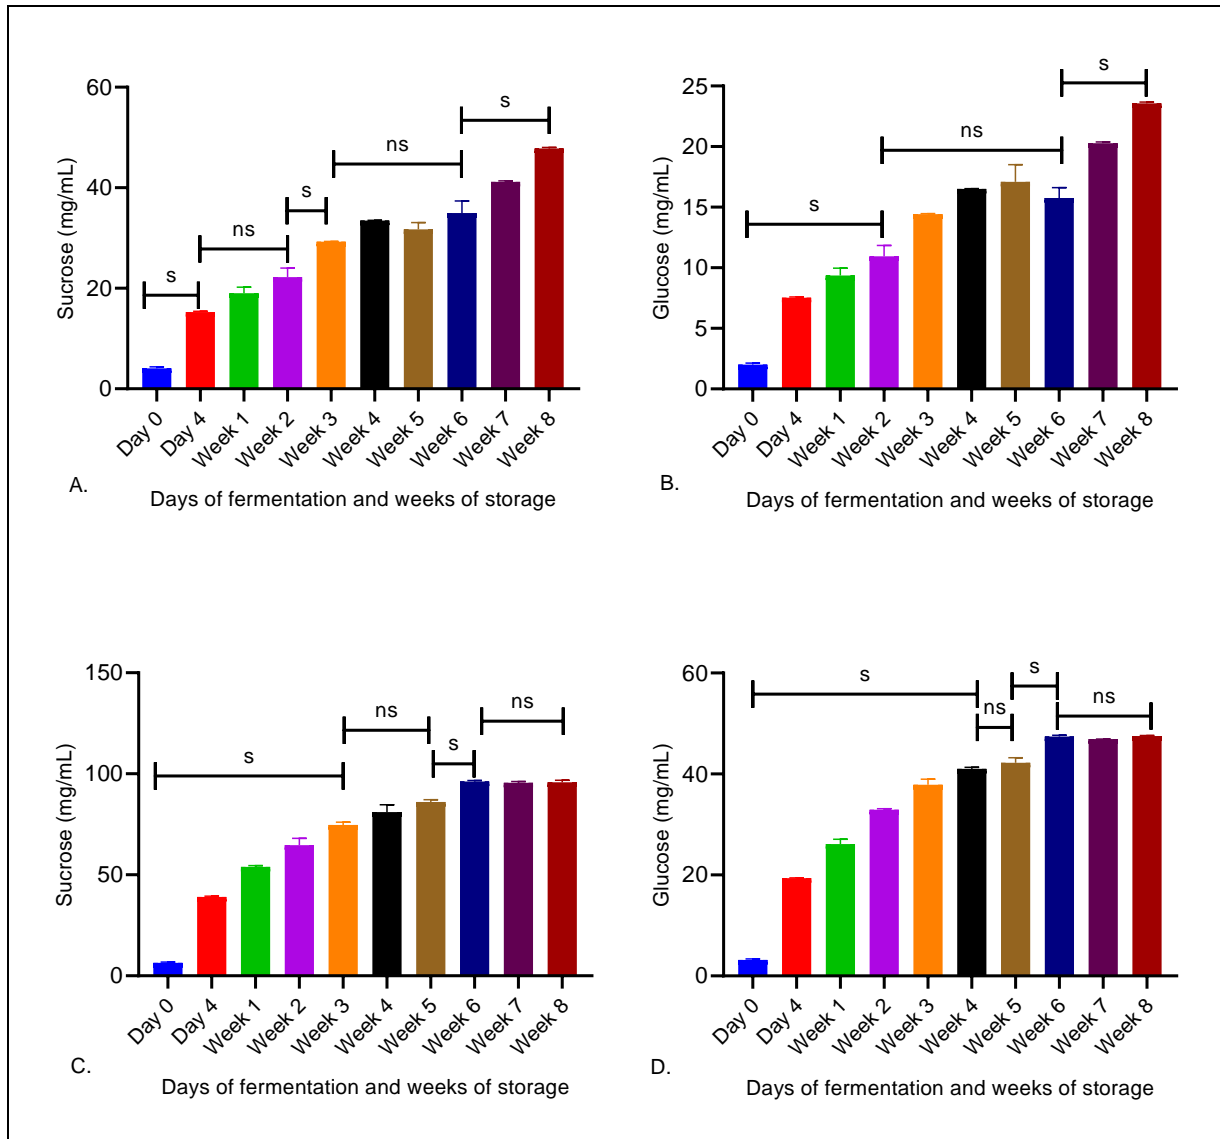 60
40
20
0
Sucrose (mg/mL)
s
ns
s
ns
s
Day 0
Day 4
Week 1
Week 2
Week 3
Week 4
Week 5
Week 6
Week 7
Week 8
A.
Days of fermentation and weeks of storage
25
20
15
10
5
0
Glucose (mg/mL)
s
ns
s
Day 0
Day 4
Week 1
Week 2
Week 3
Week 4
Week 5
Week 6
Week 7
Week 8
B.
Days of fermentation and weeks of storage
150
100
50
0
Sucrose (mg/mL)
s
ns
s
ns
Day 0
Day 4
Week 1
Week 2
Week 3
Week 4
Week 5
Week 6
Week 7
Week 8
C.
Days of fermentation and weeks of storage
60
40
20
0
Glucose (mg/mL)
s
ns
s
ns
Day 0
Day 4
Week 1
Week 2
Week 3
Week 4
Week 5
Week 6
Week 7
Week 8
D.
Days of fermentation and weeks of storage